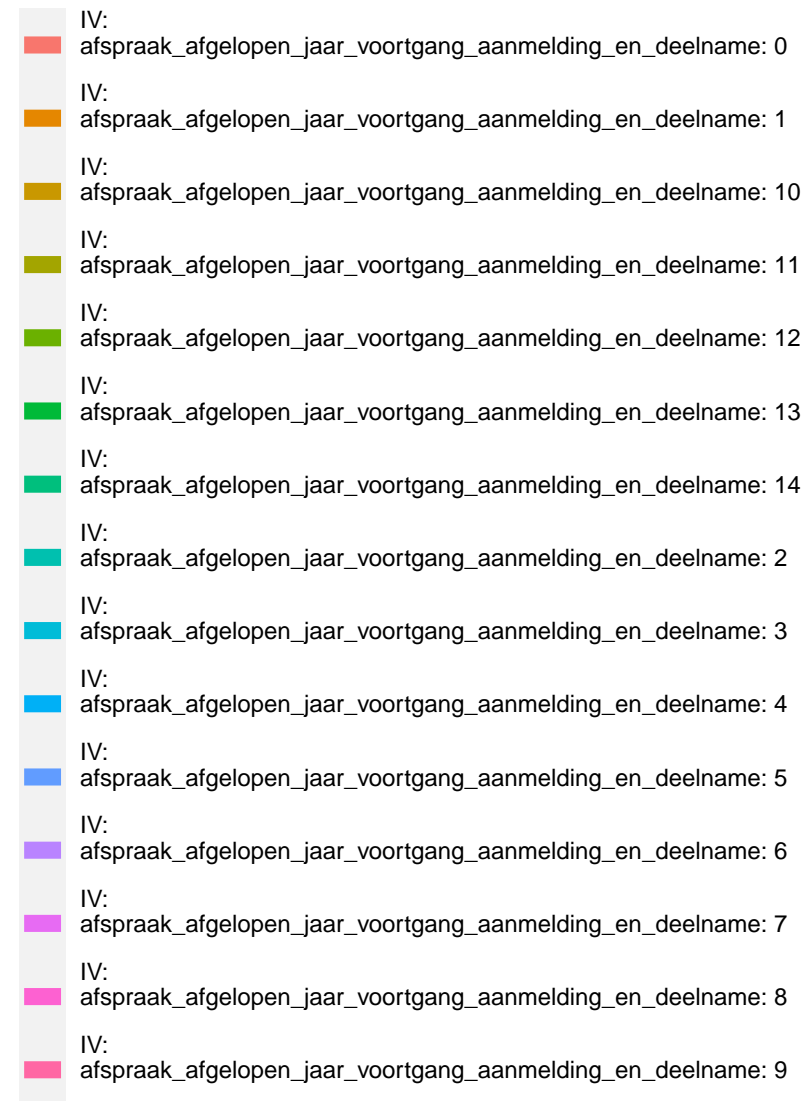 IV:
afspraak_afgelopen_jaar_voortgang_aanmelding_en_deelname: 0
IV:
afspraak_afgelopen_jaar_voortgang_aanmelding_en_deelname: 1
IV:
afspraak_afgelopen_jaar_voortgang_aanmelding_en_deelname: 10
IV:
afspraak_afgelopen_jaar_voortgang_aanmelding_en_deelname: 11
IV:
afspraak_afgelopen_jaar_voortgang_aanmelding_en_deelname: 12
IV:
afspraak_afgelopen_jaar_voortgang_aanmelding_en_deelname: 13
IV:
afspraak_afgelopen_jaar_voortgang_aanmelding_en_deelname: 14
IV:
afspraak_afgelopen_jaar_voortgang_aanmelding_en_deelname: 2
IV:
afspraak_afgelopen_jaar_voortgang_aanmelding_en_deelname: 3
IV:
afspraak_afgelopen_jaar_voortgang_aanmelding_en_deelname: 4
IV:
afspraak_afgelopen_jaar_voortgang_aanmelding_en_deelname: 5
IV:
afspraak_afgelopen_jaar_voortgang_aanmelding_en_deelname: 6
IV:
afspraak_afgelopen_jaar_voortgang_aanmelding_en_deelname: 7
IV:
afspraak_afgelopen_jaar_voortgang_aanmelding_en_deelname: 8
IV:
afspraak_afgelopen_jaar_voortgang_aanmelding_en_deelname: 9